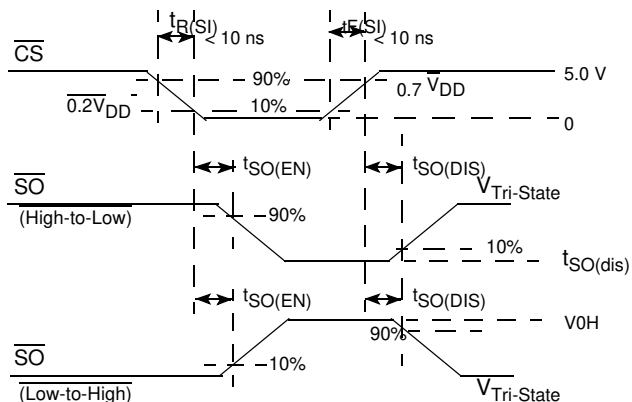 tR(SI) tF(SI)
< 10 ns < 10 ns
CS 90% 5.0 V
0.2VDD 10% 0.7 VDD
0
tSO(EN) tSO(DIS)
SO 90% VTri-State
(High-to-Low) 10%
tSO(dis)
tSO(EN) tSO(DIS)
V0H
90%
SO 10%
(Low-to-High) VTri-State